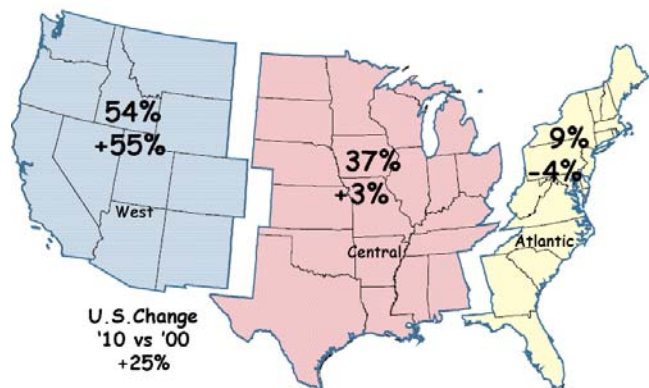 54%
+55%
West
37%
+3%
Central
9%
-4%
Atlantic
U.S.Change
'10 vs '00
+25%